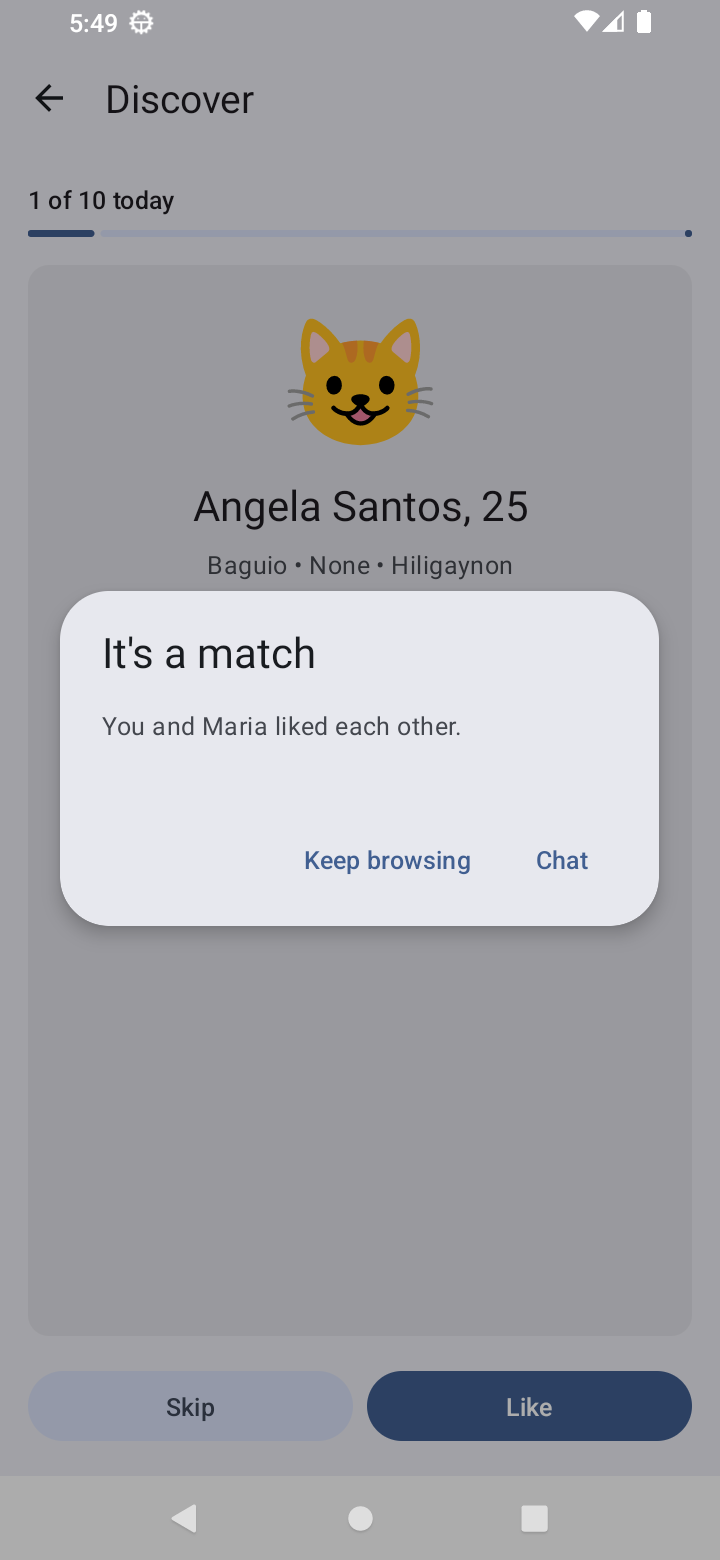 5:49
Discover
1 of 10 today
Angela Santos, 25
Baguio • None • Hiligaynon
It's a match
You and Maria liked each other.
Keep browsing
Chat
Skip
Like